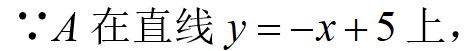 ∵A 在直线 y = −x + 5 上，